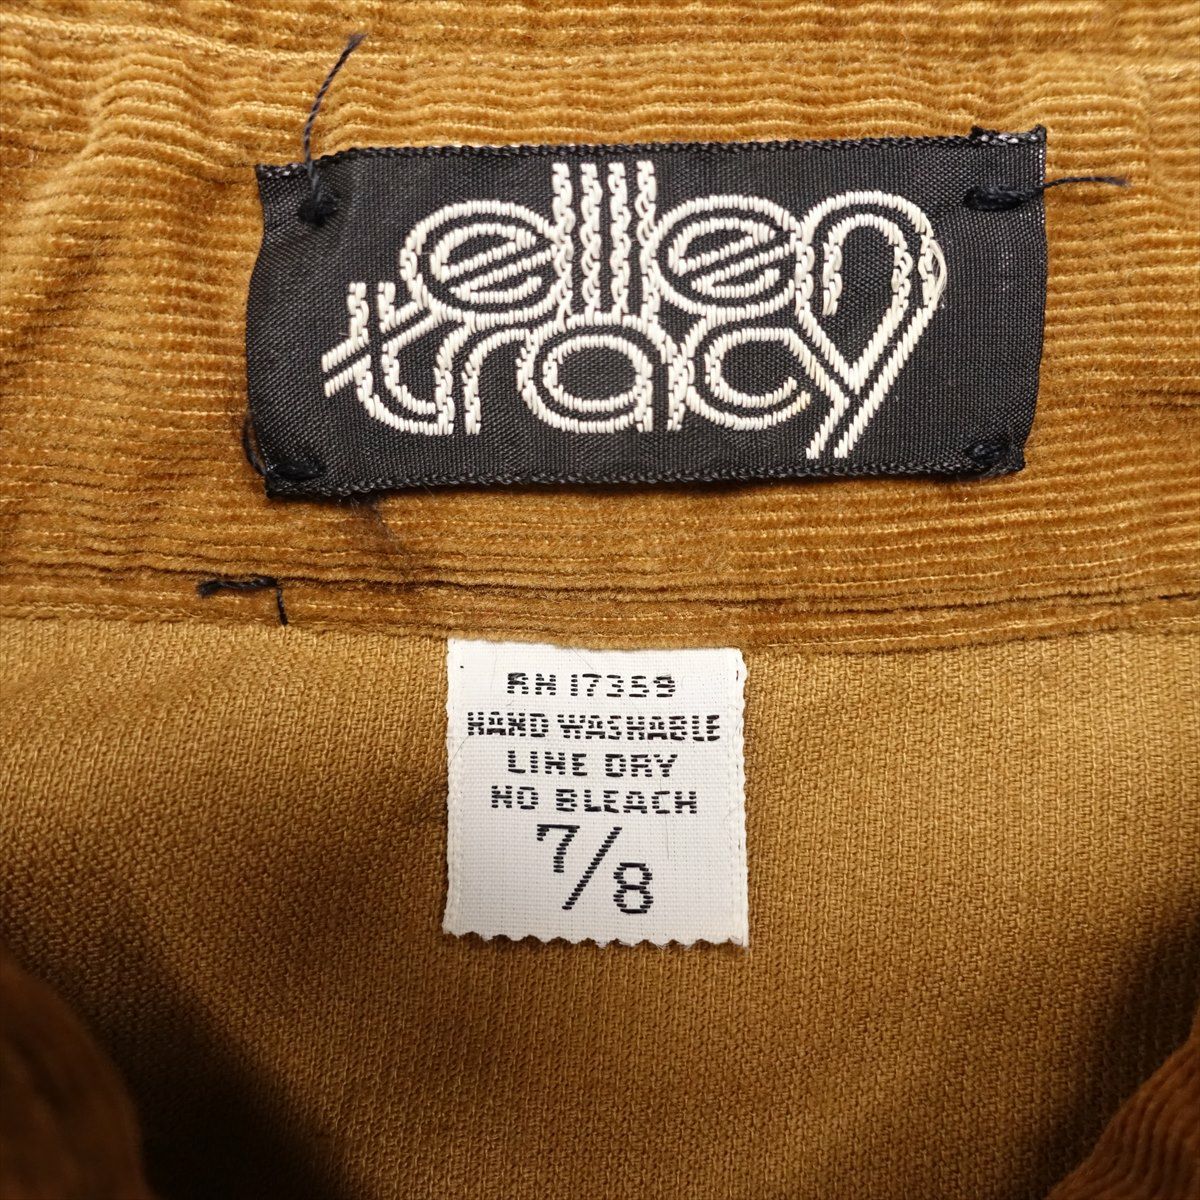 ellen
tracy
RN 17359
HAND WASHABLE
LINE DRY
NO BLEACH
7/8